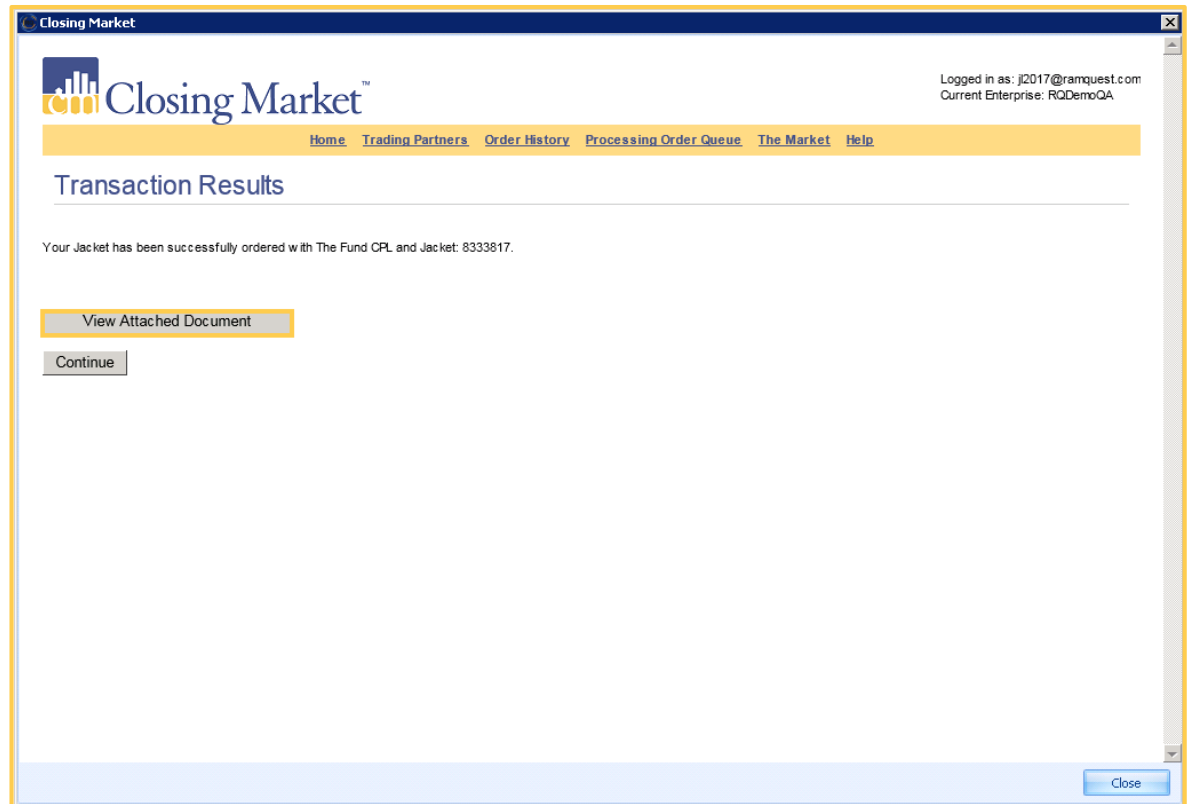 Closing Market
cm Closing Market™
Logged in as: jl2017@ramquest.com
Current Enterprise: RQDemoQA
Home Trading Partners Order History Processing Order Queue The Market Help
Transaction Results
Your Jacket has been successfully ordered with The Fund CPL and Jacket: 8333817.
View Attached Document
Continue
Close